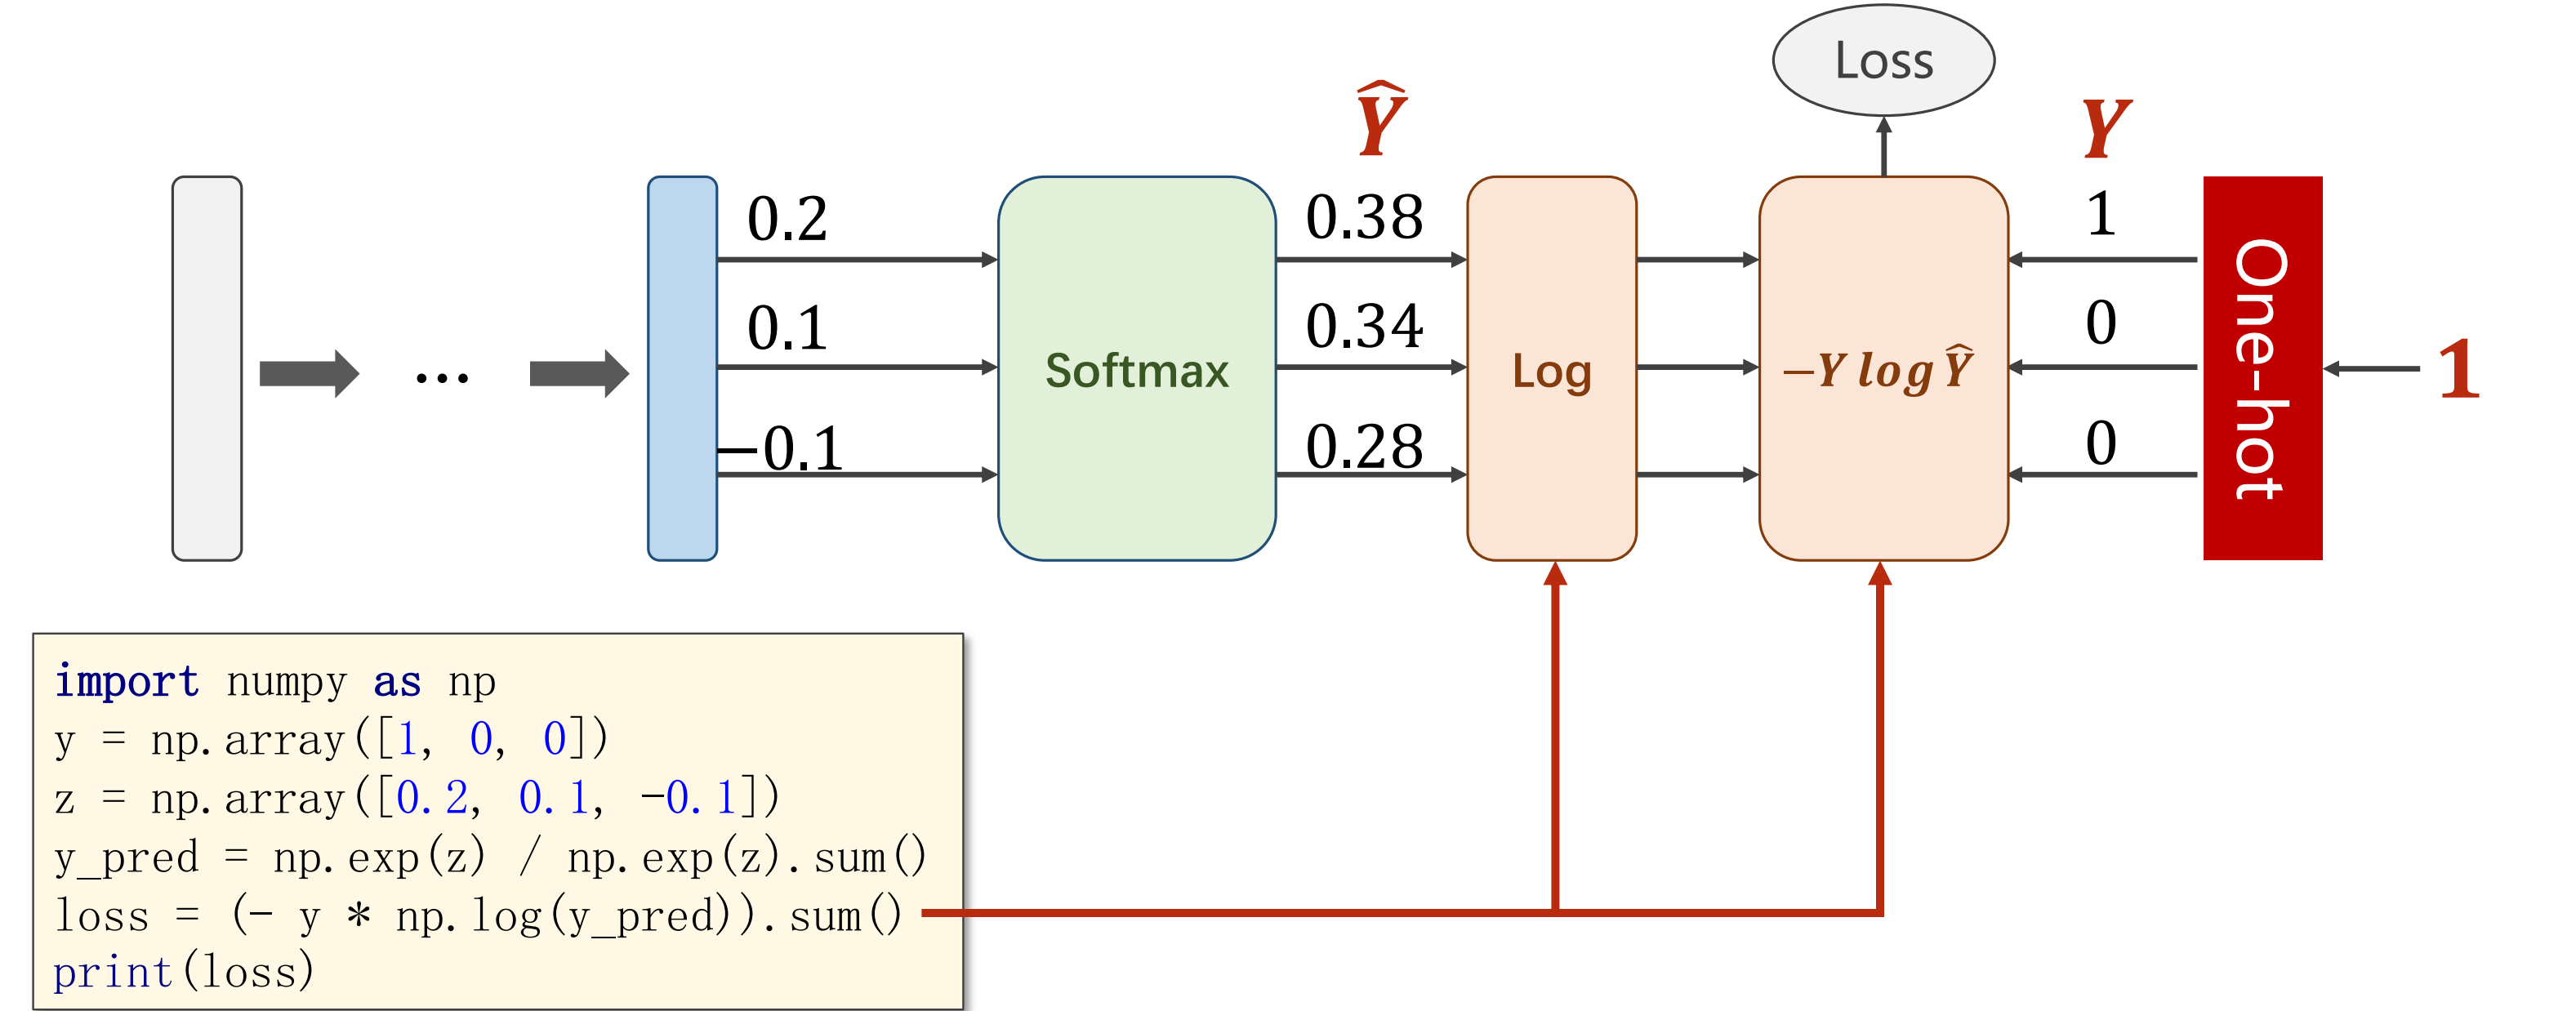 Loss
Ŷ
Y
0.2
0.38
1
0.1
0.34
0
−0.1
0.28
0
Softmax
Log
−Y log Ŷ
One-hot
1
...
import numpy as np
y = np.array([1, 0, 0])
z = np.array([0.2, 0.1, -0.1])
y_pred = np.exp(z) / np.exp(z).sum()
loss = (- y * np.log(y_pred)).sum()
print(loss)